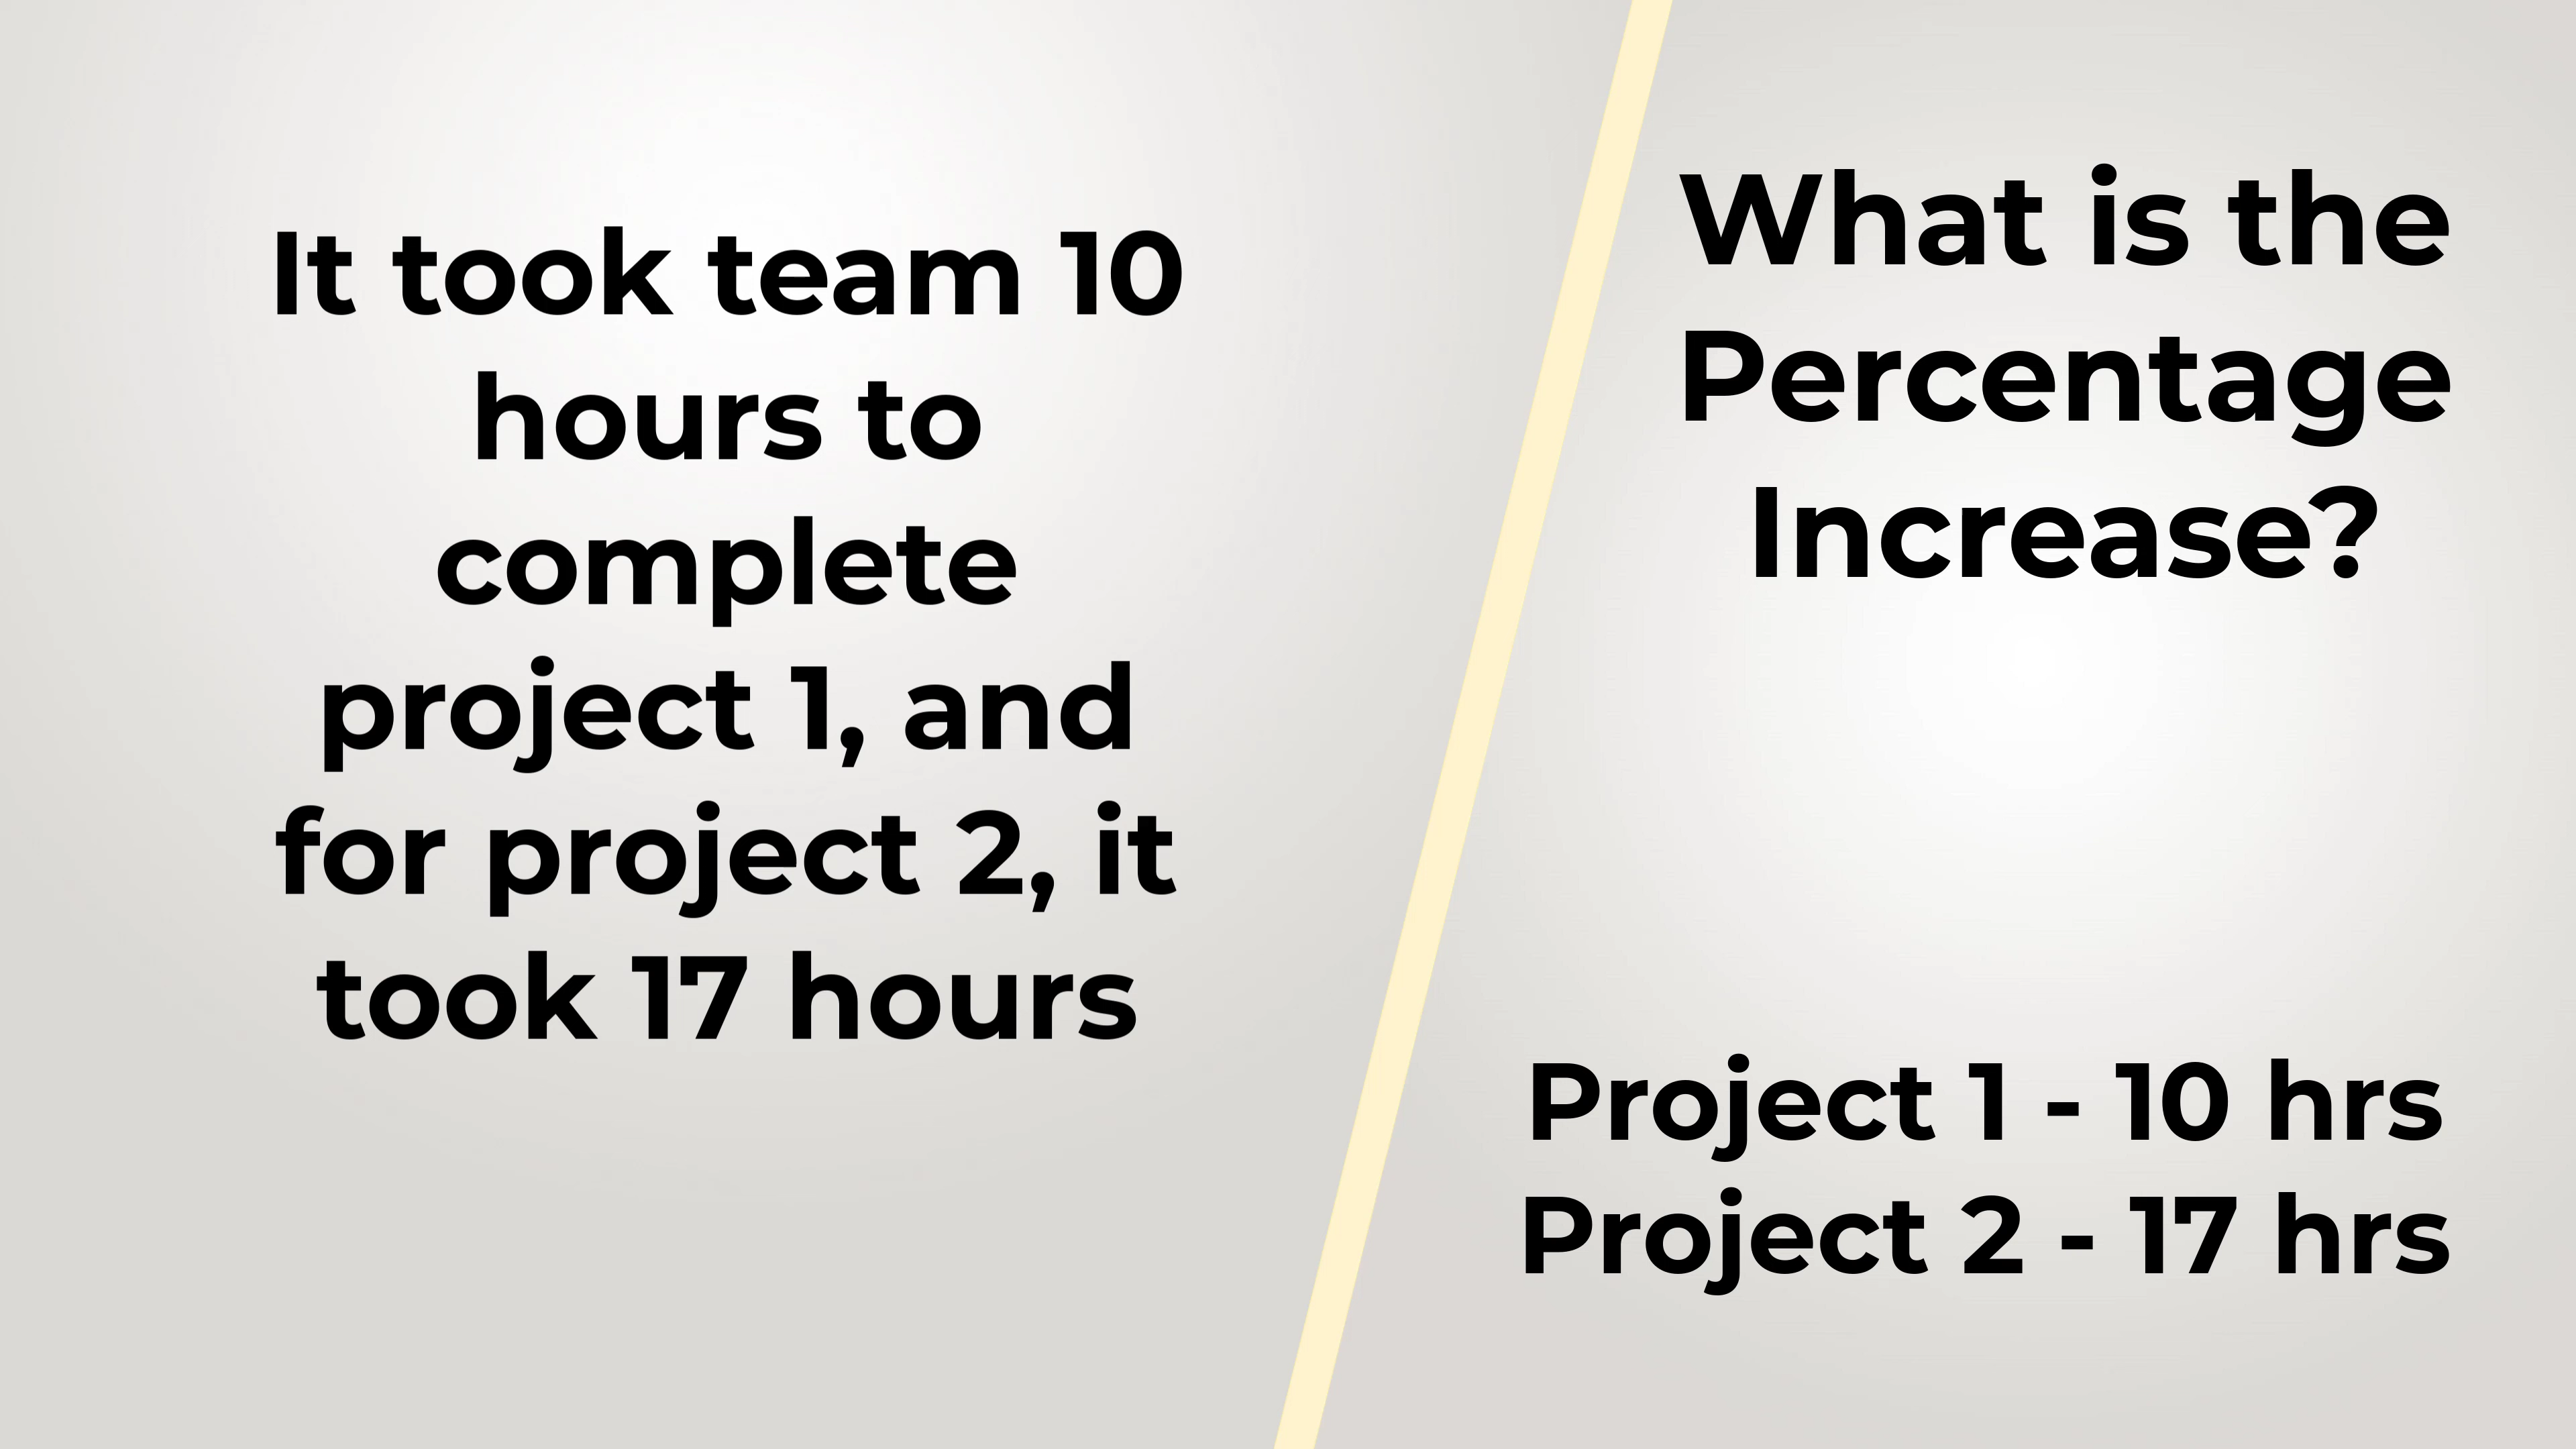 It took team 10
hours to
complete
project 1, and
for project 2, it
took 17 hours
What is the
Percentage
Increase?
Project 1 - 10 hrs
Project 2 - 17 hrs